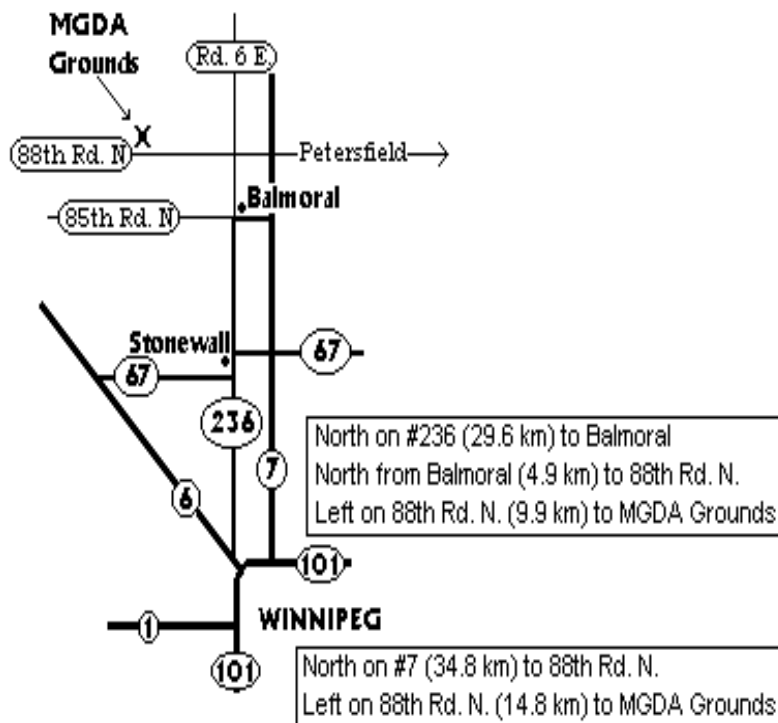 MGDA
Grounds
Rd. 6 E
88th Rd. N
Petersfield
Balmoral
85th Rd. N
Stonewall
67
67
236
North on #236 (29.6 km) to Balmoral
North from Balmoral (4.9 km) to 88th Rd. N.
Left on 88th Rd. N. (9.9 km) to MGDA Grounds
7
6
101
1
WINNIPEG
101
North on #7 (34.8 km) to 88th Rd. N.
Left on 88th Rd. N. (14.8 km) to MGDA Grounds